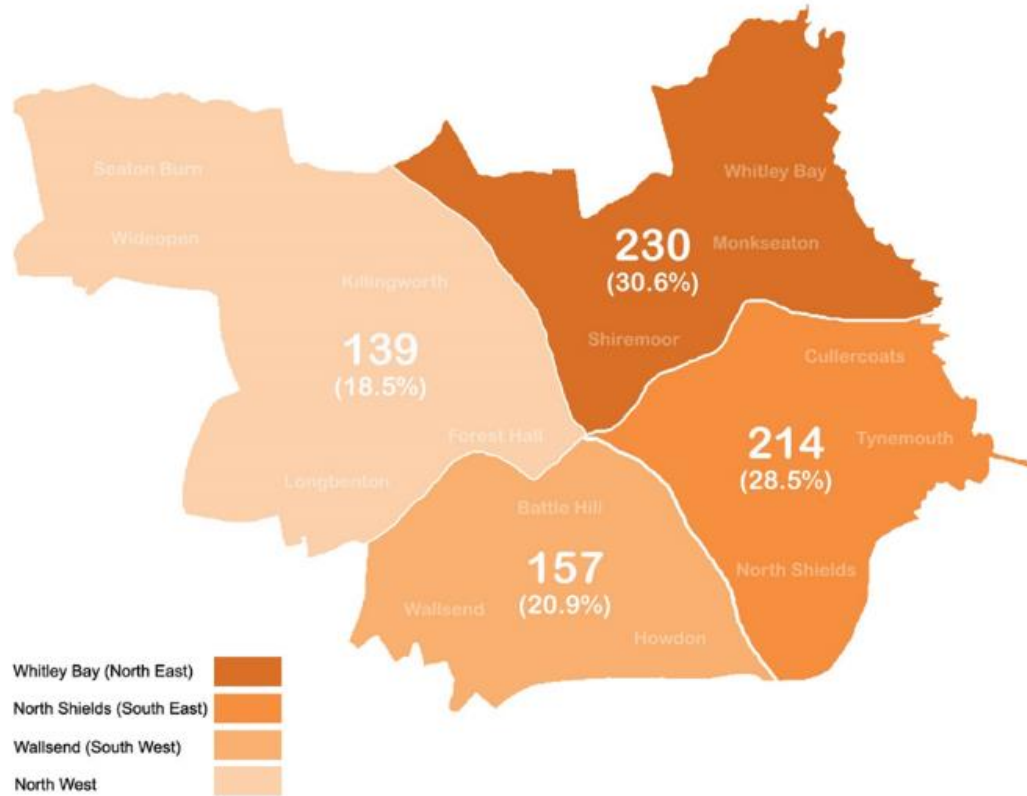 Seaton Burn
Whitley Bay
Wideopen
230
(30.6%)
Monkseaton
Killingworth
139
(18.5%)
Shiremoor
Cullercoats
Forest Hall
214
(28.5%)
Tynemouth
Longbenton
Battle Hill
157
(20.9%)
North Shields
Wallsend
Howdon
Whitley Bay (North East)
North Shields (South East)
Wallsend (South West)
North West